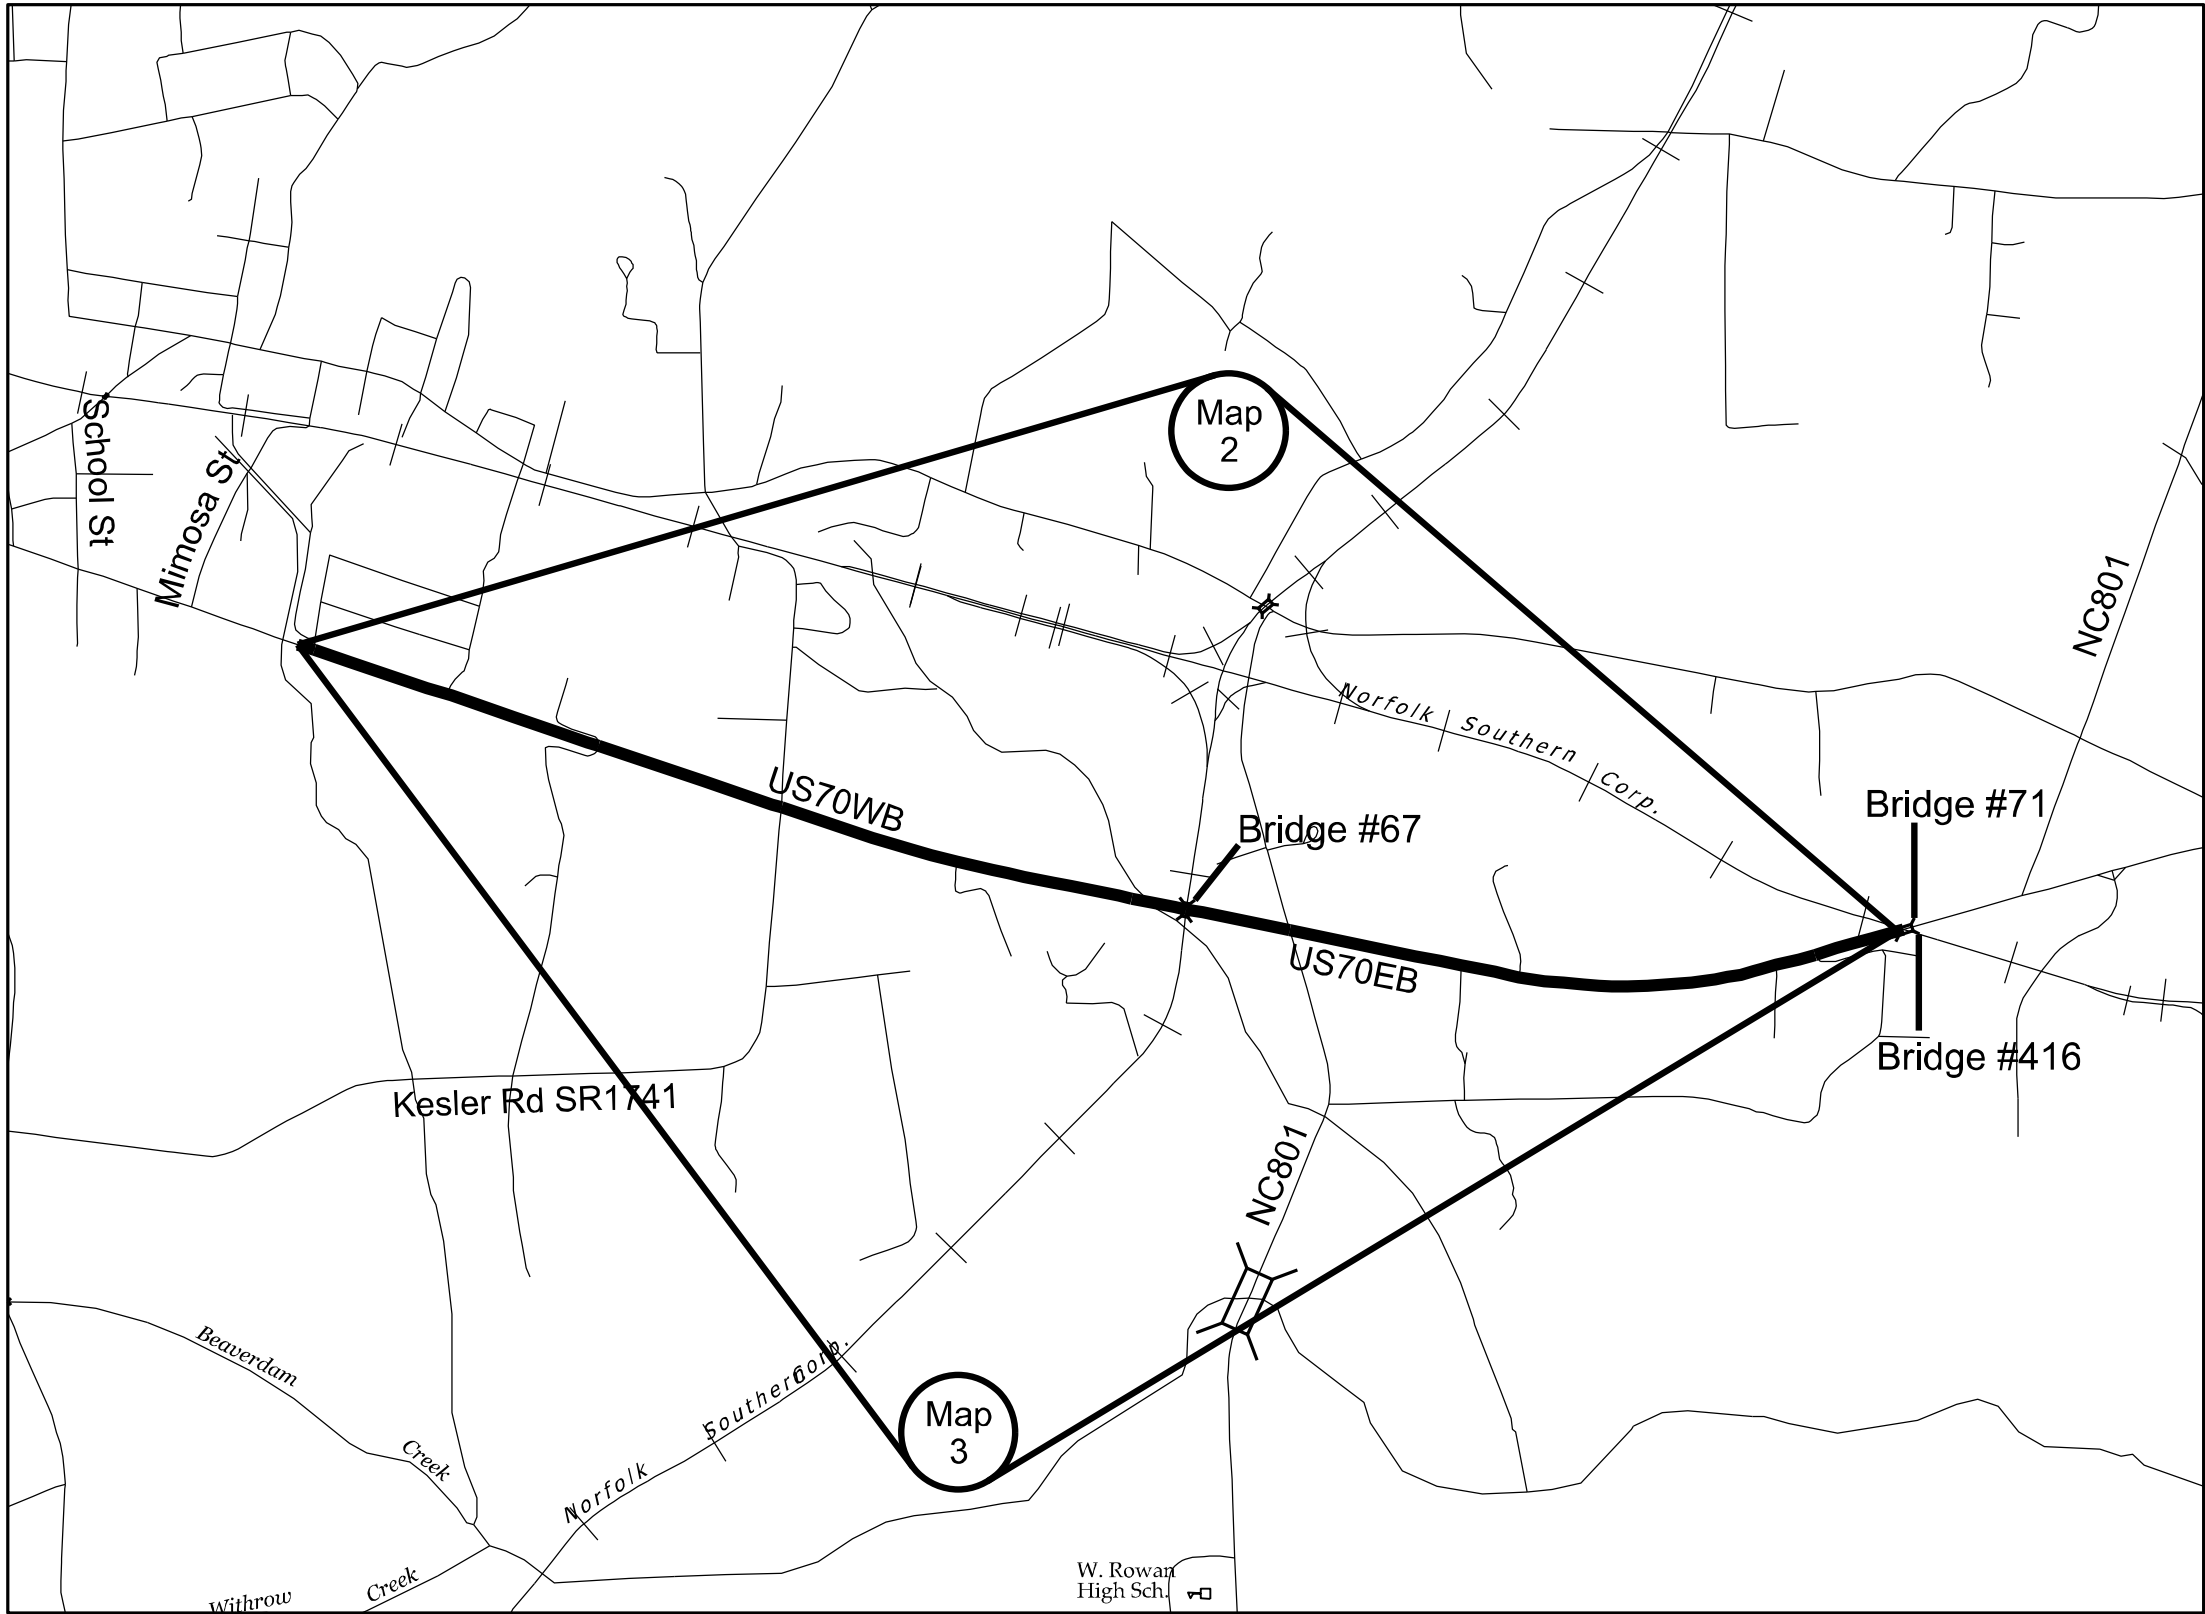 Map
2
School St
Mimosa St
NC801
Norfolk Southern Corp.
US70WB
Bridge #67
Bridge #71
US70EB
Bridge #416
Kesler Rd SR1741
NC801
Beaverdam
Creek
Norfolk Southern Corp.
Map
3
Withrow
Creek
W. Rowan
High Sch.